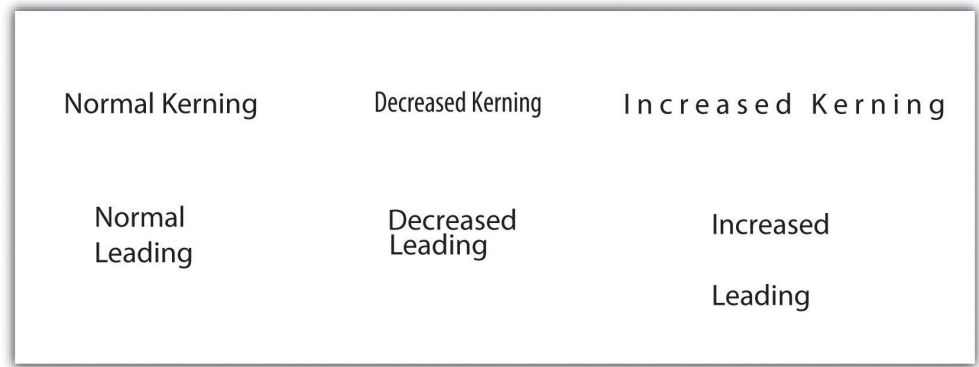 Normal Kerning
Decreased Kerning
Increased Kerning
Normal
Leading
Decreased
Leading
Increased
Leading